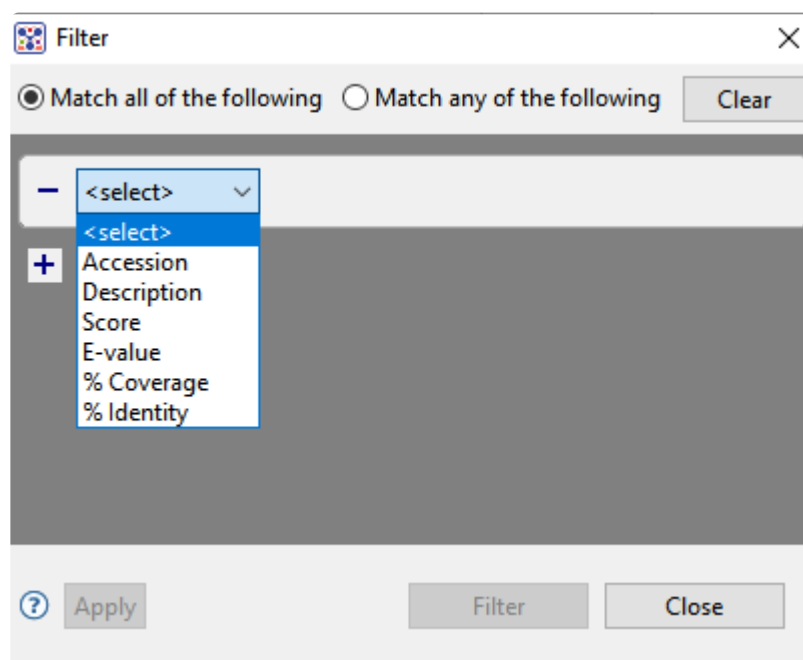 Filter
Match all of the following Match any of the following Clear
<select>
<select>
Accession
Description
Score
E-value
% Coverage
% Identity
? Apply Filter Close